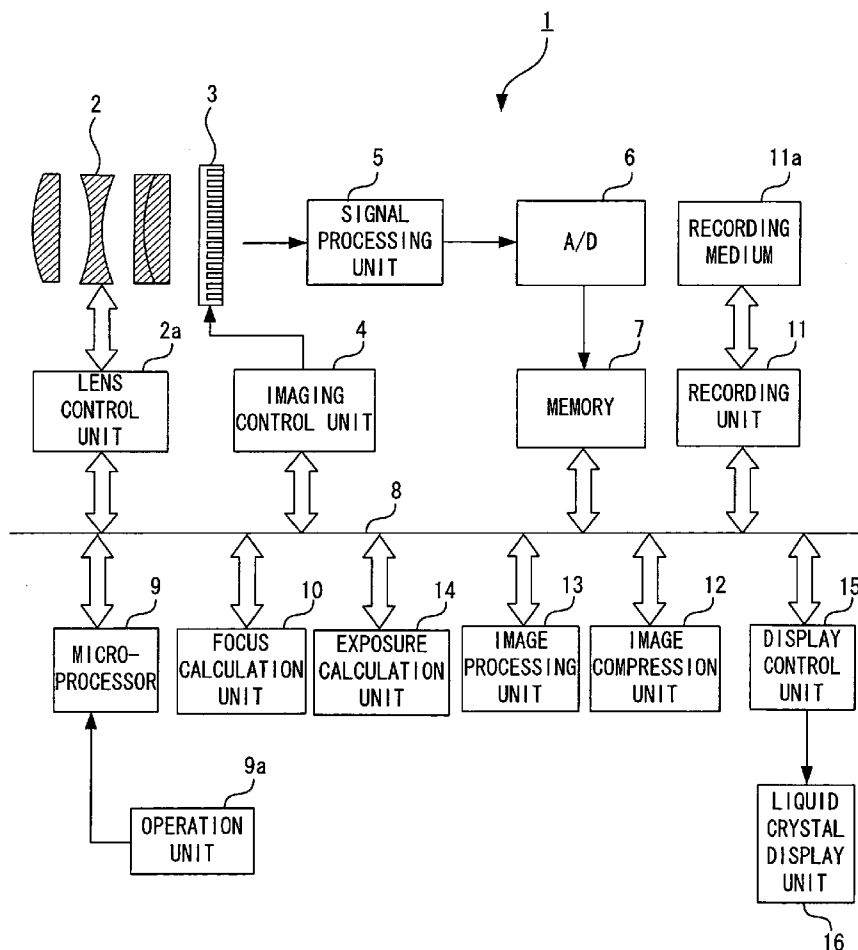 1
2
3
5
SIGNAL
PROCESSING
UNIT
6
A/D
11a
RECORDING
MEDIUM
2a
LENS
CONTROL
UNIT
4
IMAGING
CONTROL UNIT
7
MEMORY
11
RECORDING
UNIT
8
9
MICRO-
PROCESSOR
10
FOCUS
CALCULATION
UNIT
14
EXPOSURE
CALCULATION
UNIT
13
IMAGE
PROCESSING
UNIT
12
IMAGE
COMPRESSION
UNIT
15
DISPLAY
CONTROL
UNIT
9a
OPERATION
UNIT
LIQUID
CRYSTAL
DISPLAY
UNIT
16